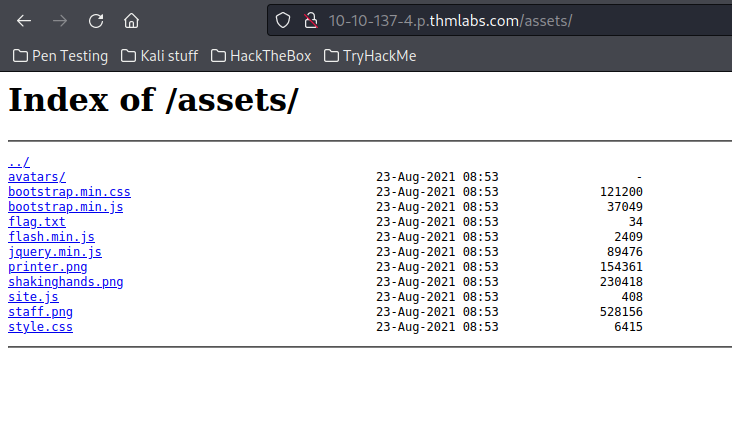 10-10-137-4.p.thmlabs.com/assets/
Pen Testing Kali stuff HackTheBox TryHackMe
Index of /assets/
../
avatars/ 23-Aug-2021 08:53 -
bootstrap.min.css 23-Aug-2021 08:53 121200
bootstrap.min.js 23-Aug-2021 08:53 37049
flag.txt 23-Aug-2021 08:53 34
flash.min.js 23-Aug-2021 08:53 2409
jquery.min.js 23-Aug-2021 08:53 89476
printer.png 23-Aug-2021 08:53 154361
shakinghands.png 23-Aug-2021 08:53 230418
site.js 23-Aug-2021 08:53 408
staff.png 23-Aug-2021 08:53 528156
style.css 23-Aug-2021 08:53 6415